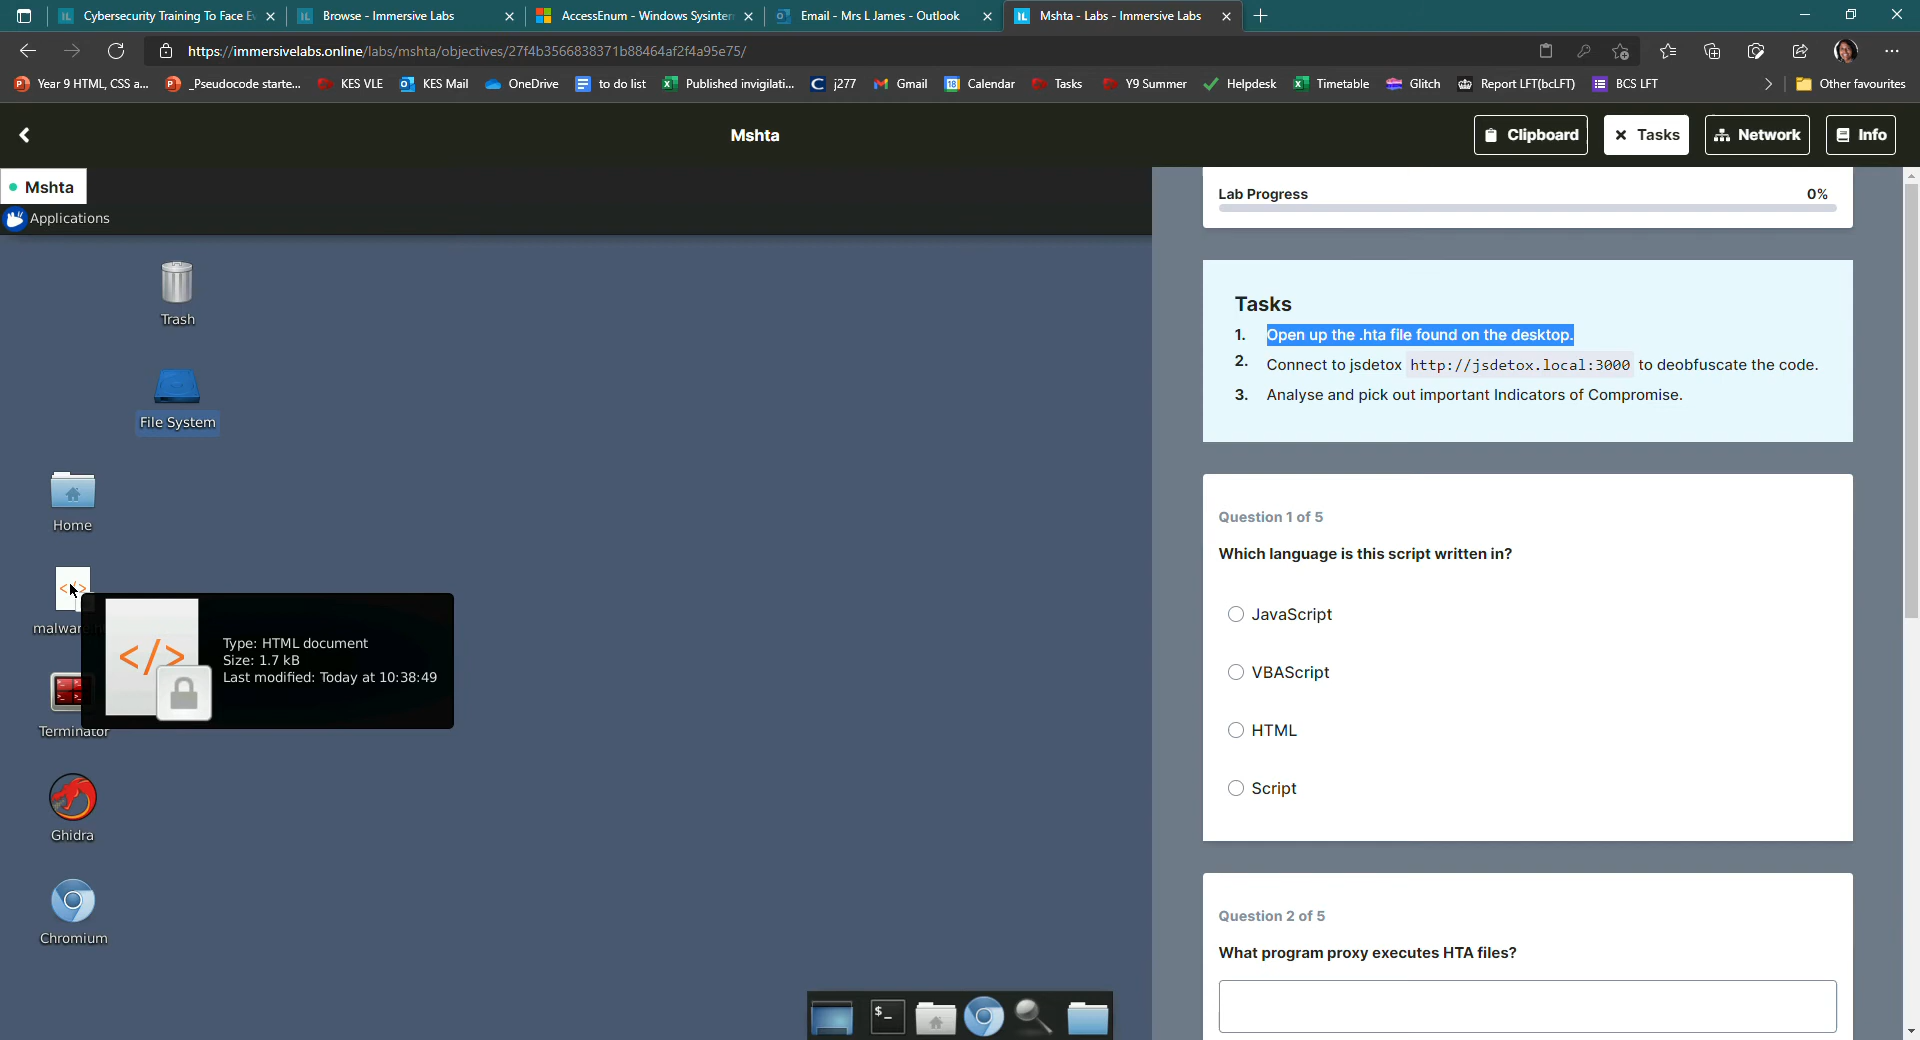 Cybersecurity Training To Face E
Browse - Immersive Labs
AccessEnum - Windows Sysinter
Email - Mrs L James - Outlook
Mshta - Labs - Immersive Labs
https://immersivelabs.online/labs/mshta/objectives/27f4b3566838371b88464af2f4a95e75/
Year 9 HTML, CSS a...
_Pseudocode starte...
KES VLE
KES Mail
OneDrive
to do list
Published invigilati...
j277
Gmail
Calendar
Tasks
Y9 Summer
Helpdesk
Timetable
Glitch
Report LFT(bcLFT)
BCS LFT
Other favourites
Mshta
Clipboard
Tasks
Network
Info
Mshta
Applications
Trash
File System
Home
malwar
Type: HTML document
Size: 1.7 kB
Last modified: Today at 10:38:49
Terminator
Ghidra
Chromium
Lab Progress 0%
Tasks
1. Open up the .hta file found on the desktop.
2. Connect to jsdetox http://jsdetox.local:3000 to deobfuscate the code.
3. Analyse and pick out important Indicators of Compromise.
Question 1 of 5
Which language is this script written in?
JavaScript
VBAScript
HTML
Script
Question 2 of 5
What program proxy executes HTA files?